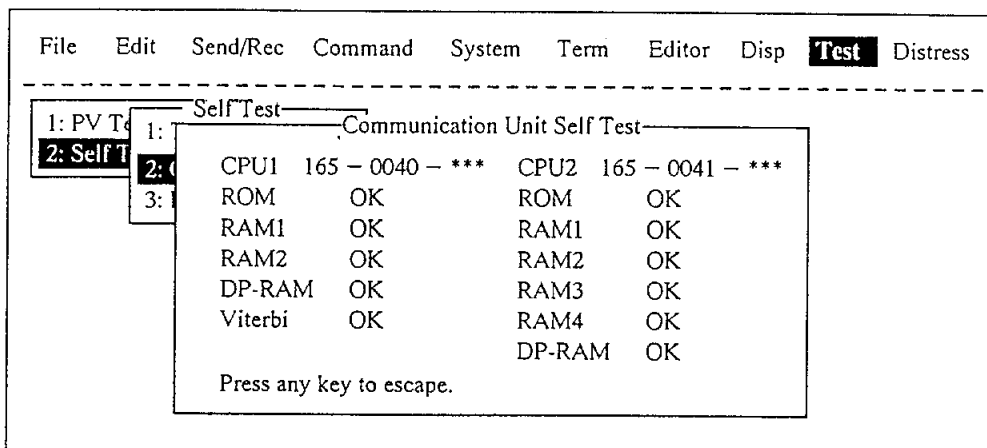 File Edit Send/Rec Command System Term Editor Disp Test Distress
1: PV Te
2: Self T
Self Test
1:
2:
3:
Communication Unit Self Test
CPU1 165 – 0040 – *** CPU2 165 – 0041 – ***
ROM OK ROM OK
RAM1 OK RAM1 OK
RAM2 OK RAM2 OK
DP-RAM OK RAM3 OK
Viterbi OK RAM4 OK
DP-RAM OK
Press any key to escape.